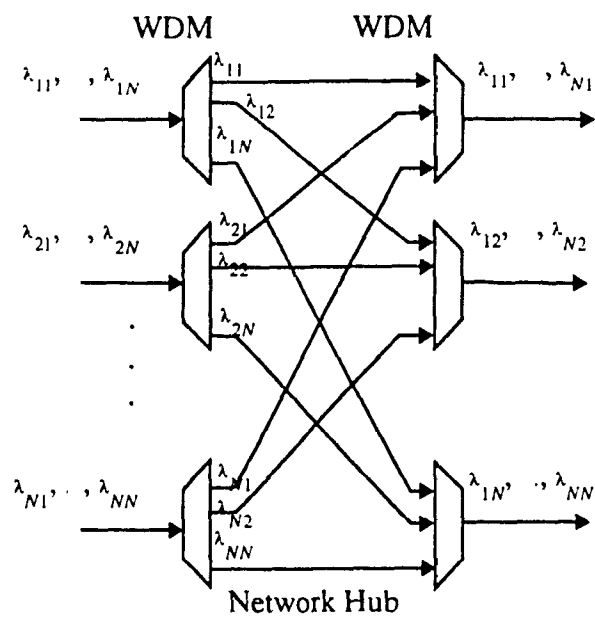 WDM WDM
λ11, , λ1N λ11 λ11, , λN1
λ12
λ1N
λ21, , λ2N λ21 λ12, , λN2
λ22
λ2N
λN1, . , λNN λN1 λ1N, ., λNN
λN2
λNN
Network Hub